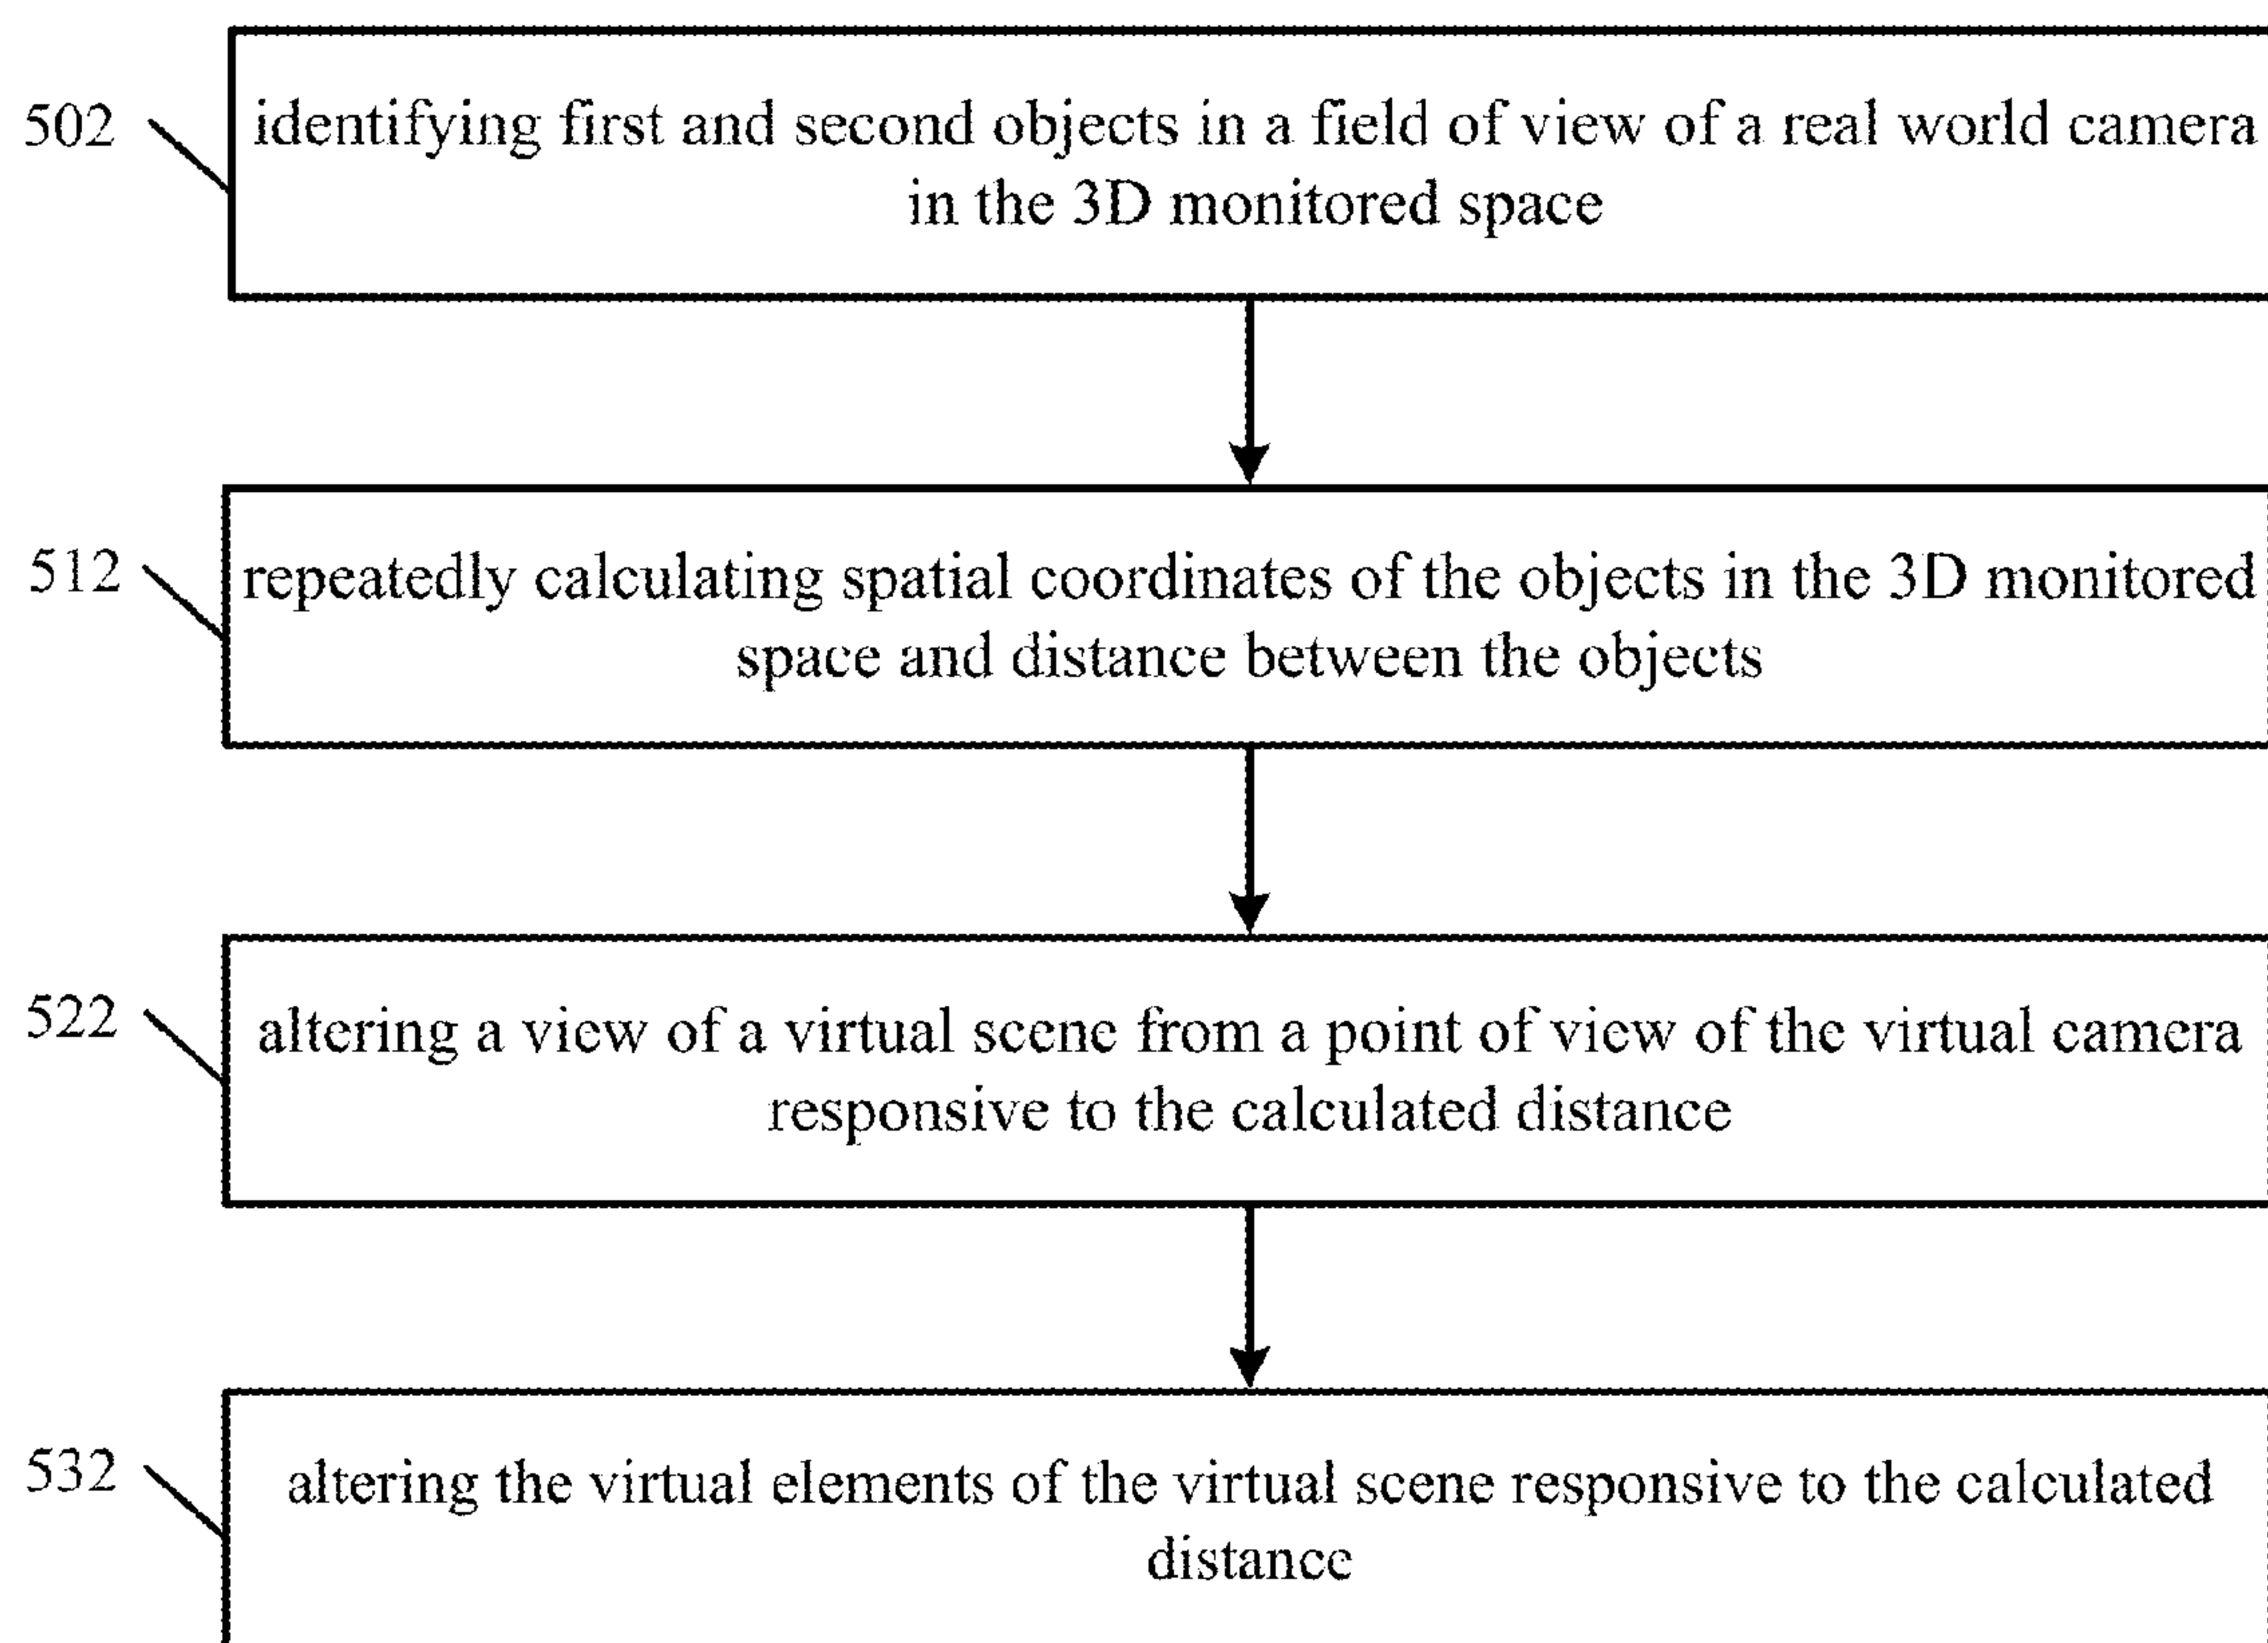 502
identifying first and second objects in a field of view of a real world camera
in the 3D monitored space
512
repeatedly calculating spatial coordinates of the objects in the 3D monitored
space and distance between the objects
522
altering a view of a virtual scene from a point of view of the virtual camera
responsive to the calculated distance
532
altering the virtual elements of the virtual scene responsive to the calculated
distance